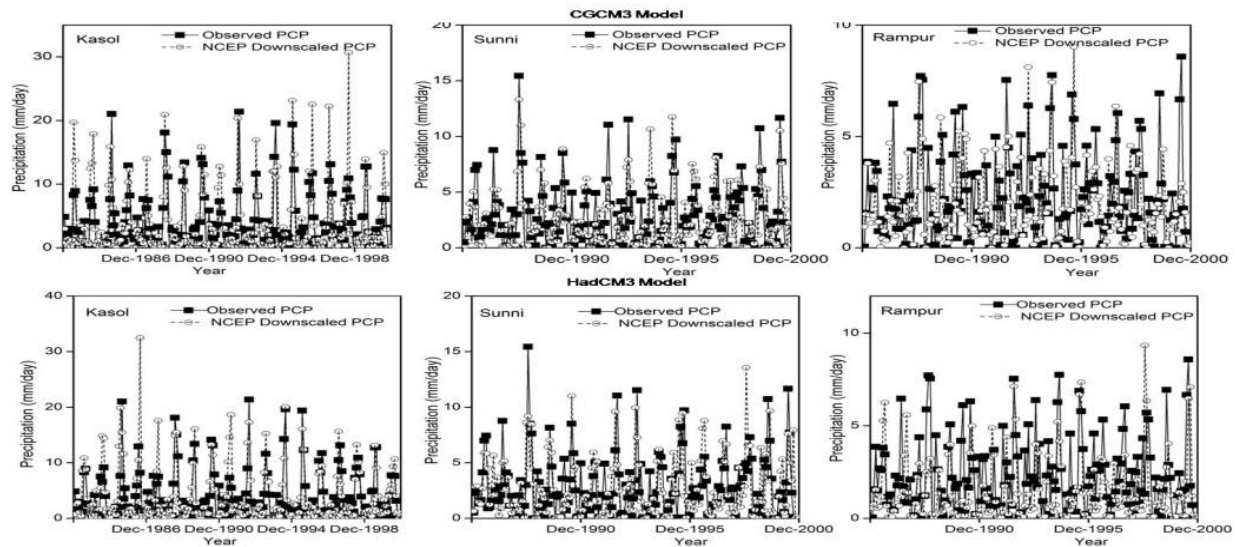 CGCM3 Model
Kasol
Observed PCP
NCEP Downscaled PCP
Precipitation (mm/day)
30
20
10
0
Dec-1986 Dec-1990 Dec-1994 Dec-1998
Year
Sunni
Observed PCP
NCEP Downscaled PCP
Precipitation (mm/day)
20
15
10
5
0
Dec-1990 Dec-1995 Dec-2000
Year
Rampur
Observed PCP
NCEP Downscaled PCP
Precipitation (mm/day)
10
5
0
Dec-1990 Dec-1995 Dec-2000
Year
HadCM3 Model
Kasol
Observed PCP
NCEP Downscaled PCP
Precipitation (mm/day)
40
30
20
10
0
Dec-1986 Dec-1990 Dec-1994 Dec-1998
Year
Sunni
Observed PCP
NCEP Downscaled PCP
Precipitation (mm/day)
20
15
10
5
0
Dec-1990 Dec-1995 Dec-2000
Year
Rampur
Observed PCP
NCEP Downscaled PCP
Precipitation (mm/day)
10
5
0
Dec-1990 Dec-1995 Dec-2000
Year